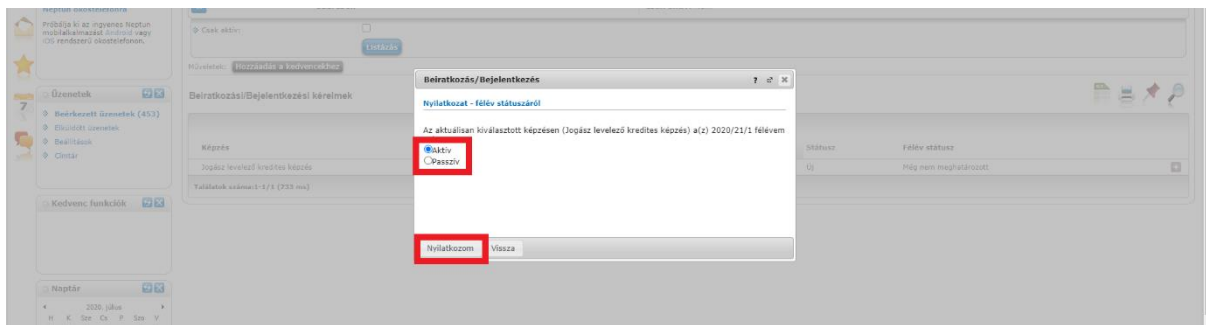 Neptun okostelefonra
Próbálja ki az ingyenes Neptun
mobilalkalmazást Android vagy
iOS rendszerű okostelefonon.
Csak aktív:
Listázás
Műveletek: Hozzáadás a kedvencekhez
Üzenetek
Beérkezett üzenetek (453)
Elküldött üzenetek
Beállítások
Címtár
7
Kedvenc funkciók
Naptár
2020. július
H K Sze Cs P Szo V
Beiratkozási/Bejelentkezési kérelmek
Képzés
Státusz
Félév státusz
Jogász levelező kredites képzés
Új
Még nem meghatározott
Találatok száma:1-1/1 (733 ms)
Beiratkozás/Bejelentkezés
?
Nyilatkozat - félév státuszáról
Az aktuálisan kiválasztott képzésen (Jogász levelező kredites képzés) a(z) 2020/21/1 félévem
Aktív
Passzív
Nyilatkozom
Vissza